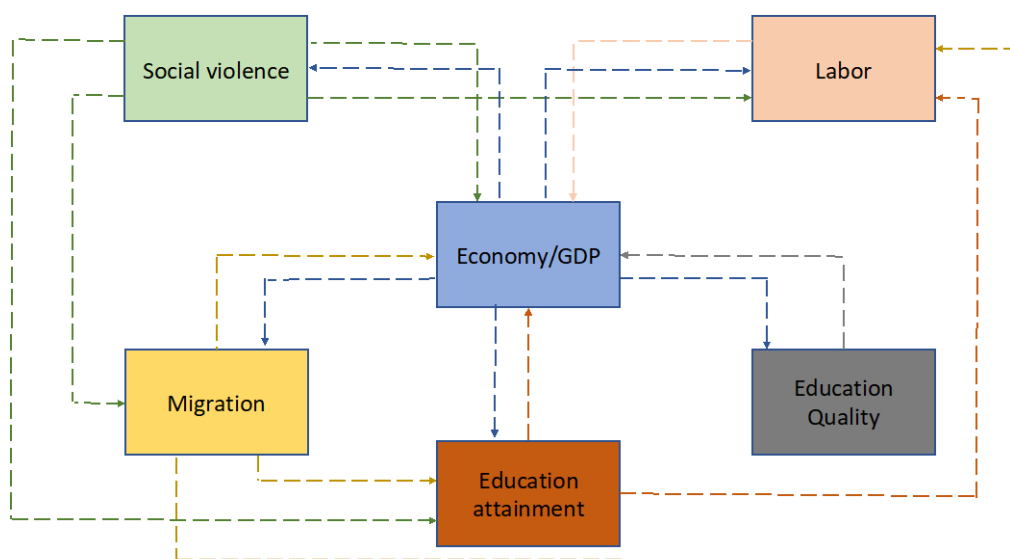 Social violence
Labor
Economy/GDP
Migration
Education
Quality
Education
attainment